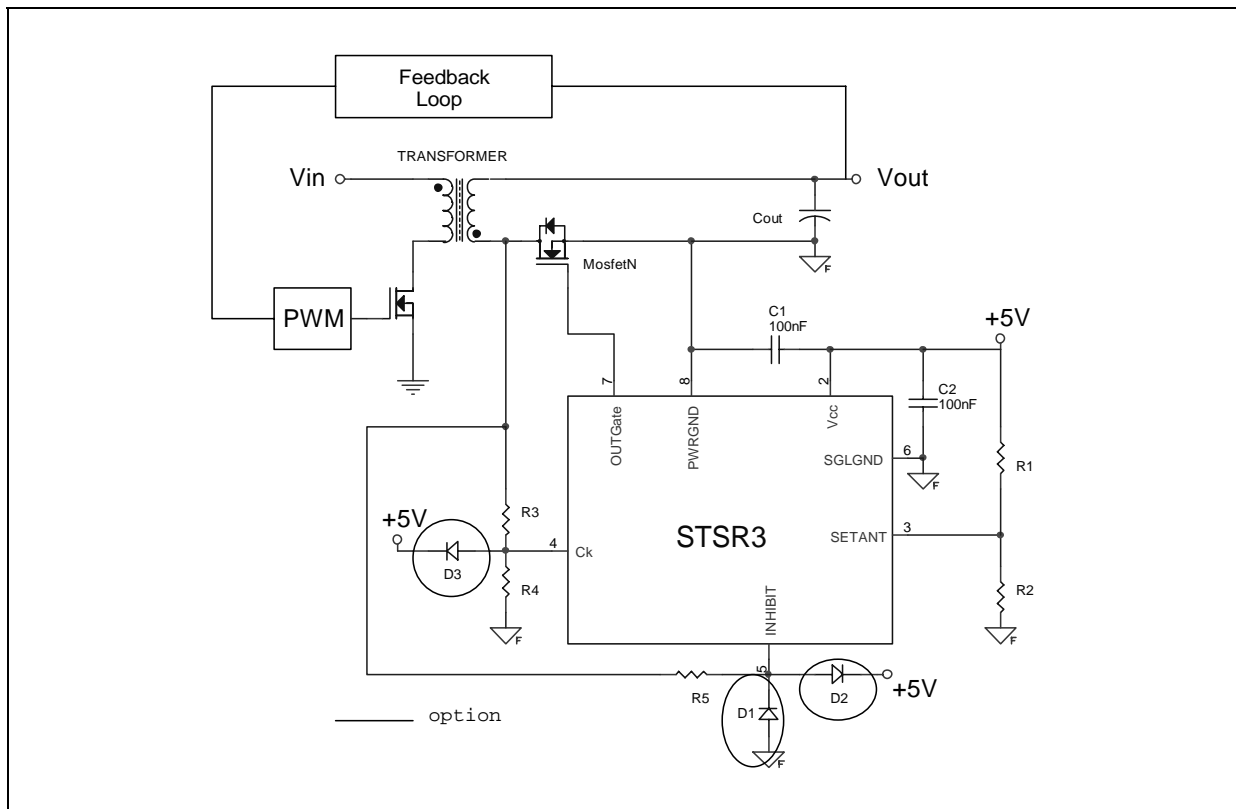 Feedback
Loop
TRANSFORMER
Vin
Vout
Cout
F
MosfetN
PWM
C1
100nF
+5V
7
8
2
C2
100nF
OUTGate
PWRGND
Vcc
SGLGND
6
F
R1
R3
+5V
STSR3
SETANT
3
4
Ck
D3
R4
R2
INHIBIT
F
F
5
R5
D2
+5V
D1
option
F